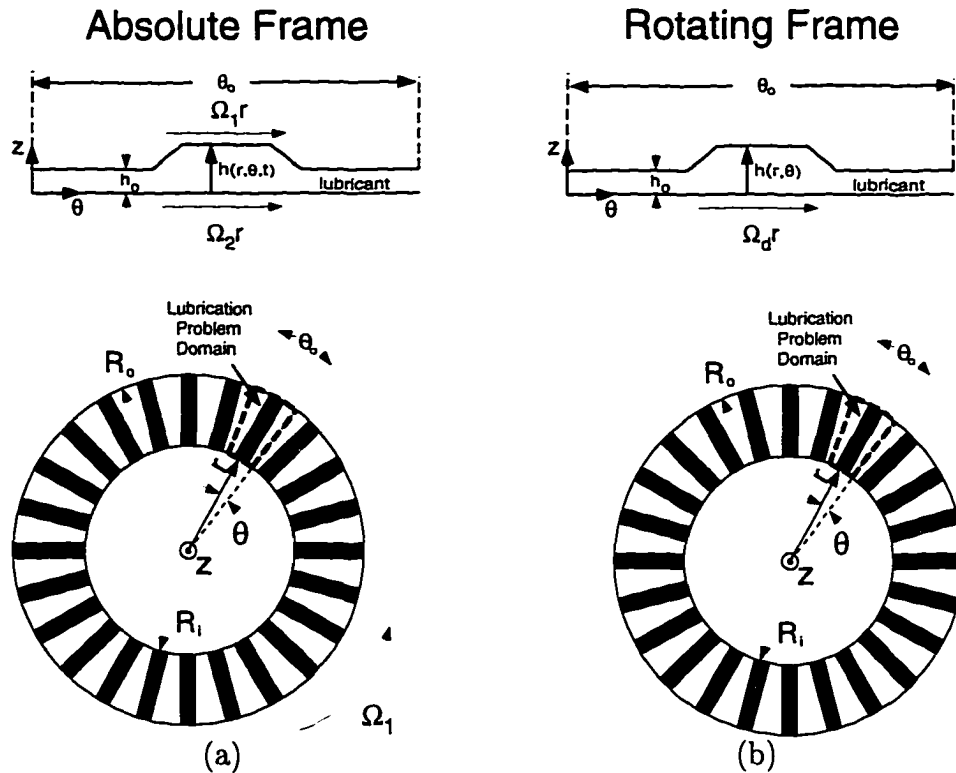 Absolute Frame
θₒ
Ω₁r
z
hₒ
h(r,θ,t)
lubricant
θ
Ω₂r
Lubrication
Problem
Domain
θₒ
Rₒ
r
θ
z
Rᵢ
Ω₁
(a)
Rotating Frame
θₒ
z
hₒ
h(r,θ)
lubricant
θ
Ω_d r
Lubrication
Problem
Domain
θₒ
Rₒ
r
θ
z
Rᵢ
(b)